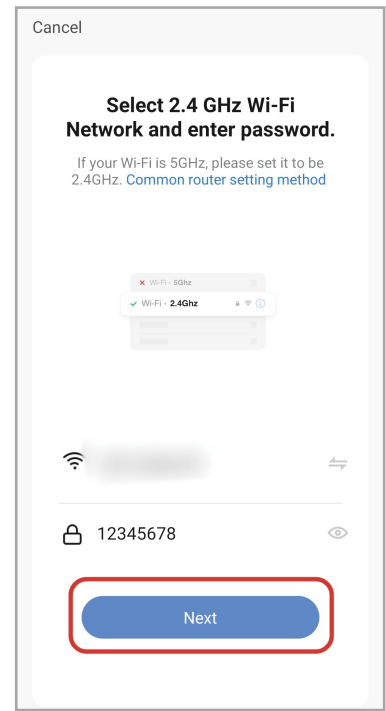 Cancel
Select 2.4 GHz Wi-Fi
Network and enter password.
If your Wi-Fi is 5GHz, please set it to be
2.4GHz. Common router setting method
Wi-Fi - 5Ghz
Wi-Fi - 2.4Ghz
12345678
Next